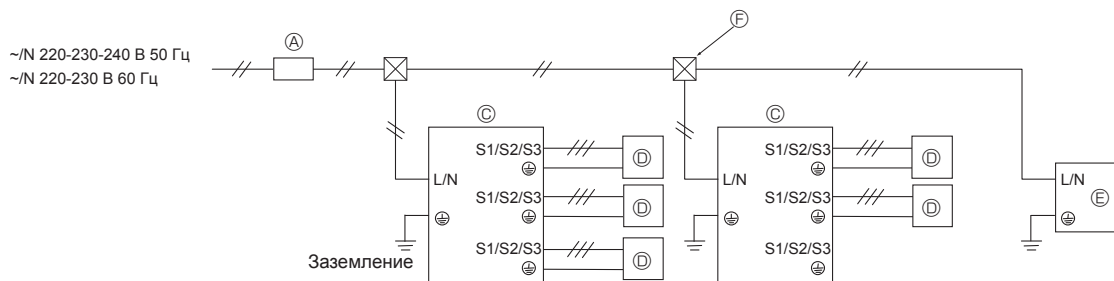 Ⓐ
Ⓕ
~/N 220-230-240 В 50 Гц
~/N 220-230 В 60 Гц
Ⓒ
Ⓒ
S1/S2/S3
Ⓓ
S1/S2/S3
Ⓓ
L/N
L/N
L/N
Ⓔ
S1/S2/S3
Ⓓ
S1/S2/S3
Ⓓ
S1/S2/S3
Ⓓ
S1/S2/S3
Заземление